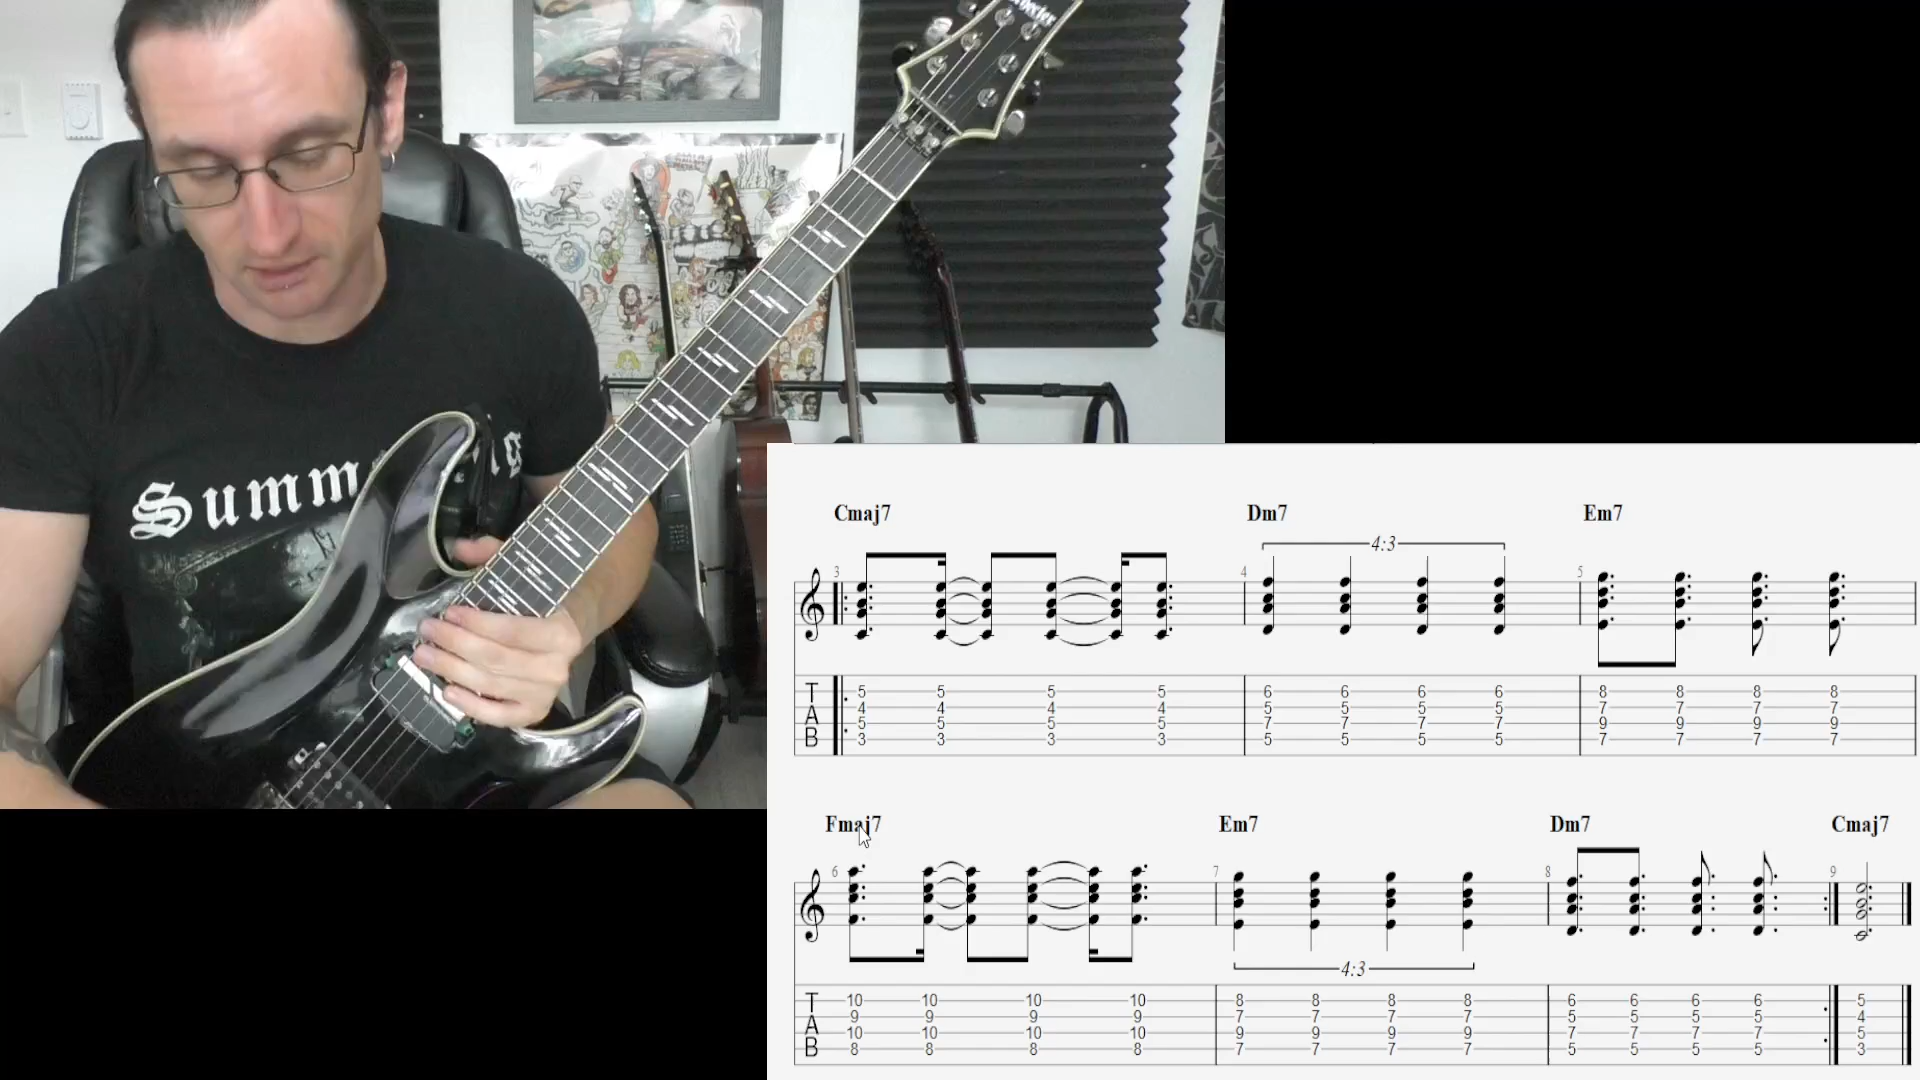 Summ
Cmaj7 Dm7 Em7
4:3
3 4 5
T 5 5 5 5 6 6 6 6 8 8 8 8
4 4 4 4 5 5 5 5 7 7 7 7
A 5 5 5 5 7 7 7 7 9 9 9 9
B 3 3 3 3 5 5 5 5 7 7 7 7
Fmaj7 Em7 Dm7 Cmaj7
6 7 8 9
4:3
T 10 10 10 10 8 8 8 8 6 6 6 6 5
9 9 9 9 7 7 7 7 5 5 5 5 4
A 10 10 10 10 9 9 9 9 7 7 7 7 5
B 8 8 8 8 7 7 7 7 5 5 5 5 3